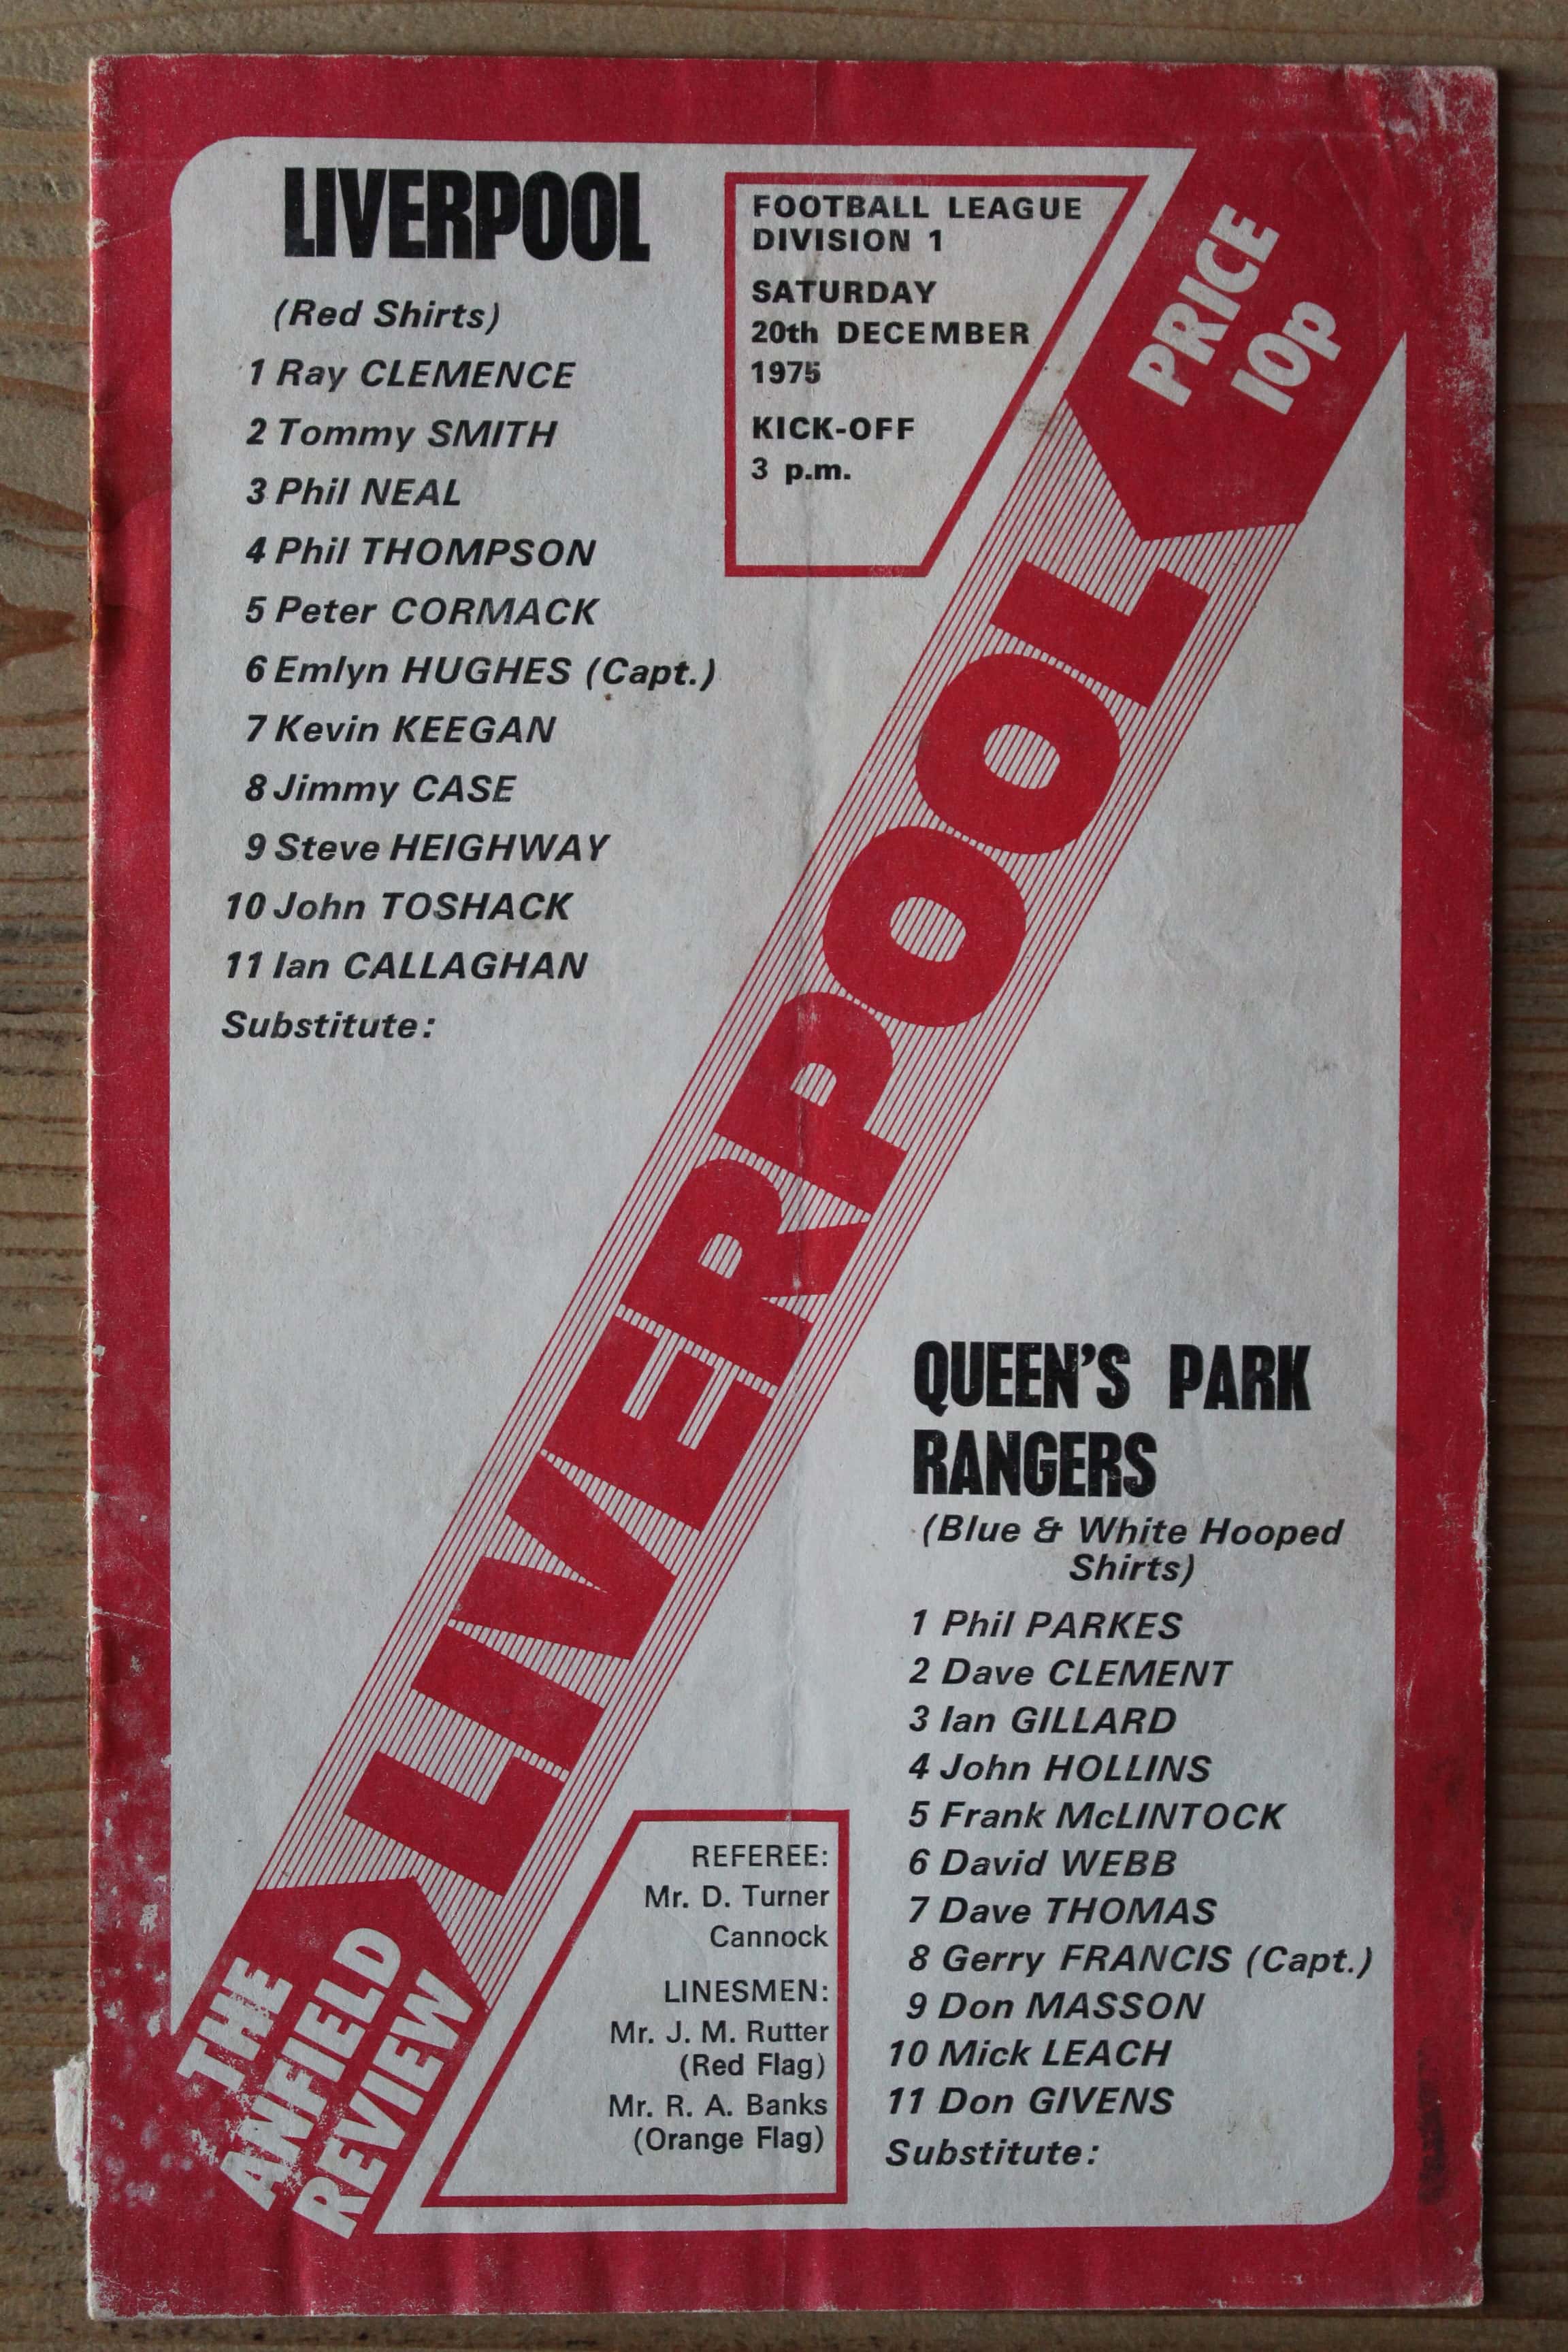 LIVERPOOL
(Red Shirts)
1 Ray CLEMENCE
2 Tommy SMITH
3 Phil NEAL
4 Phil THOMPSON
5 Peter CORMACK
6 Emlyn HUGHES (Capt.)
7 Kevin KEEGAN
8 Jimmy CASE
9 Steve HEIGHWAY
10 John TOSHACK
11 Ian CALLAGHAN
Substitute:
FOOTBALL LEAGUE
DIVISION 1
SATURDAY
20th DECEMBER
1975
KICK-OFF
3 p.m.
PRICE
10p
LIVERPOOL
THE
ANFIELD
REVIEW
REFEREE:
Mr. D. Turner
Cannock
LINESMEN:
Mr. J. M. Rutter
(Red Flag)
Mr. R. A. Banks
(Orange Flag)
QUEEN'S PARK
RANGERS
(Blue & White Hooped
Shirts)
1 Phil PARKES
2 Dave CLEMENT
3 Ian GILLARD
4 John HOLLINS
5 Frank McLINTOCK
6 David WEBB
7 Dave THOMAS
8 Gerry FRANCIS (Capt.)
9 Don MASSON
10 Mick LEACH
11 Don GIVENS
Substitute: